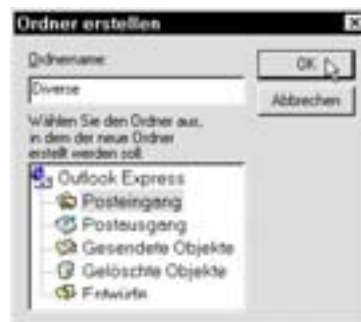 Ordner erstellen
Ordnername:
Diverse
OK
Abbrechen
Wählen Sie den Ordner aus,
in dem der neue Ordner
erstellt werden soll.
Outlook Express
Posteingang
Postausgang
Gesendete Objekte
Gelöschte Objekte
Entwürfe